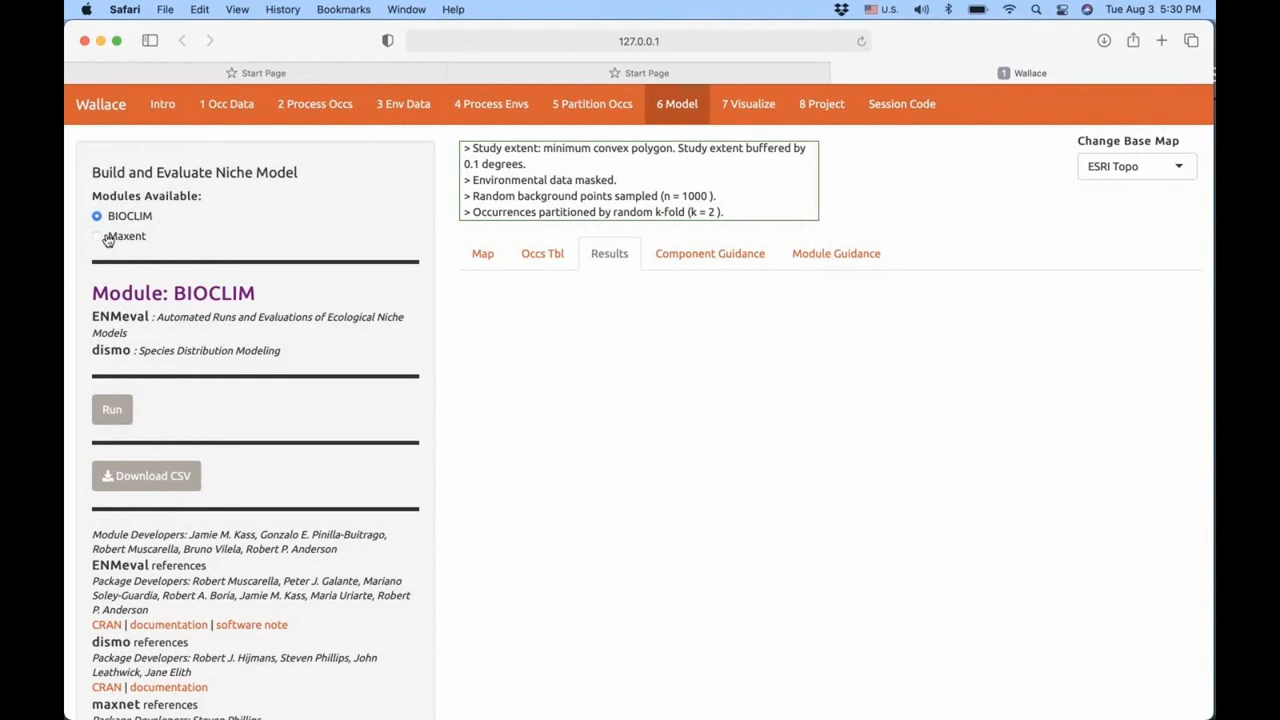 Safari File Edit View History Bookmarks Window Help U.S. Tue Aug 3 5:30 PM
127.0.0.1
Start Page Start Page 1 Wallace
Wallace Intro 1 Occ Data 2 Process Occs 3 Env Data 4 Process Envs 5 Partition Occs 6 Model 7 Visualize 8 Project Session Code
Build and Evaluate Niche Model
Modules Available:
BIOCLIM
Maxent
Module: BIOCLIM
ENMeval : Automated Runs and Evaluations of Ecological Niche
Models
dismo : Species Distribution Modeling
Run
Download CSV
Module Developers: Jamie M. Kass, Gonzalo E. Pinilla-Buitrago,
Robert Muscarella, Bruno Vilela, Robert P. Anderson
ENMeval references
Package Developers: Robert Muscarella, Peter J. Galante, Mariano
Soley-Guardia, Robert A. Boria, Jamie M. Kass, Maria Uriarte, Robert
P. Anderson
CRAN | documentation | software note
dismo references
Package Developers: Robert J. Hijmans, Steven Phillips, John
Leathwick, Jane Elith
CRAN | documentation
maxnet references
Package Developers: Steven Phillips
> Study extent: minimum convex polygon. Study extent buffered by
0.1 degrees.
> Environmental data masked.
> Random background points sampled (n = 1000 ).
> Occurrences partitioned by random k-fold (k = 2 ).
Map Occs Tbl Results Component Guidance Module Guidance
Change Base Map
ESRI Topo